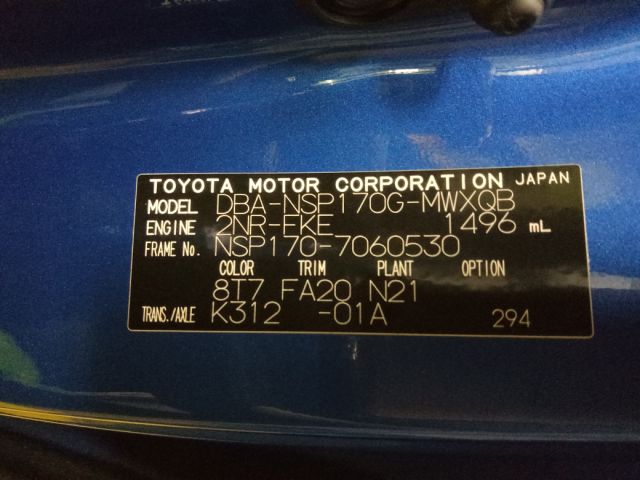 TOYOTA MOTOR CORPORATION JAPAN
MODEL DBA-NSP170G-MWXQB
ENGINE 2NR-FKE 1496 mL
FRAME No. NSP170-7060530
COLOR TRIM PLANT OPTION
8T7 FA20 N21
TRANS./AXLE K312 -01A 294